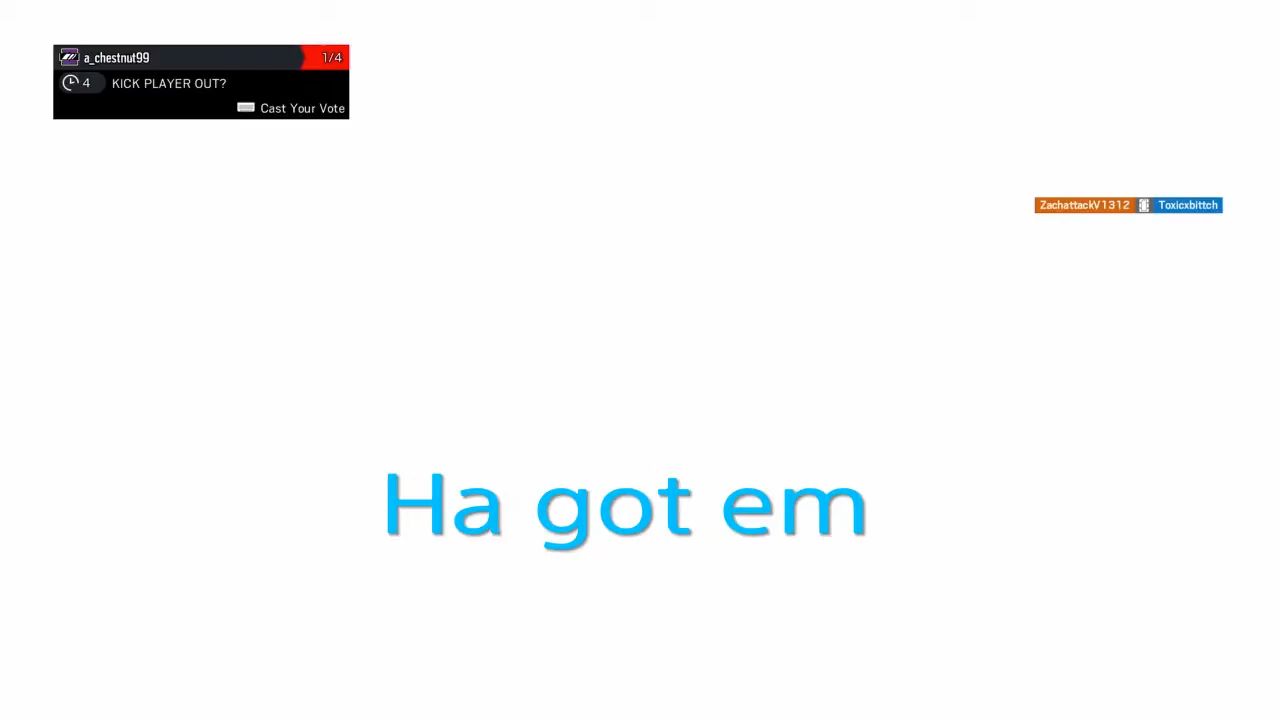 a_chestnut99 1/4
4 KICK PLAYER OUT?
Cast Your Vote
ZachattackV1312 Toxicxbittch
Ha got em